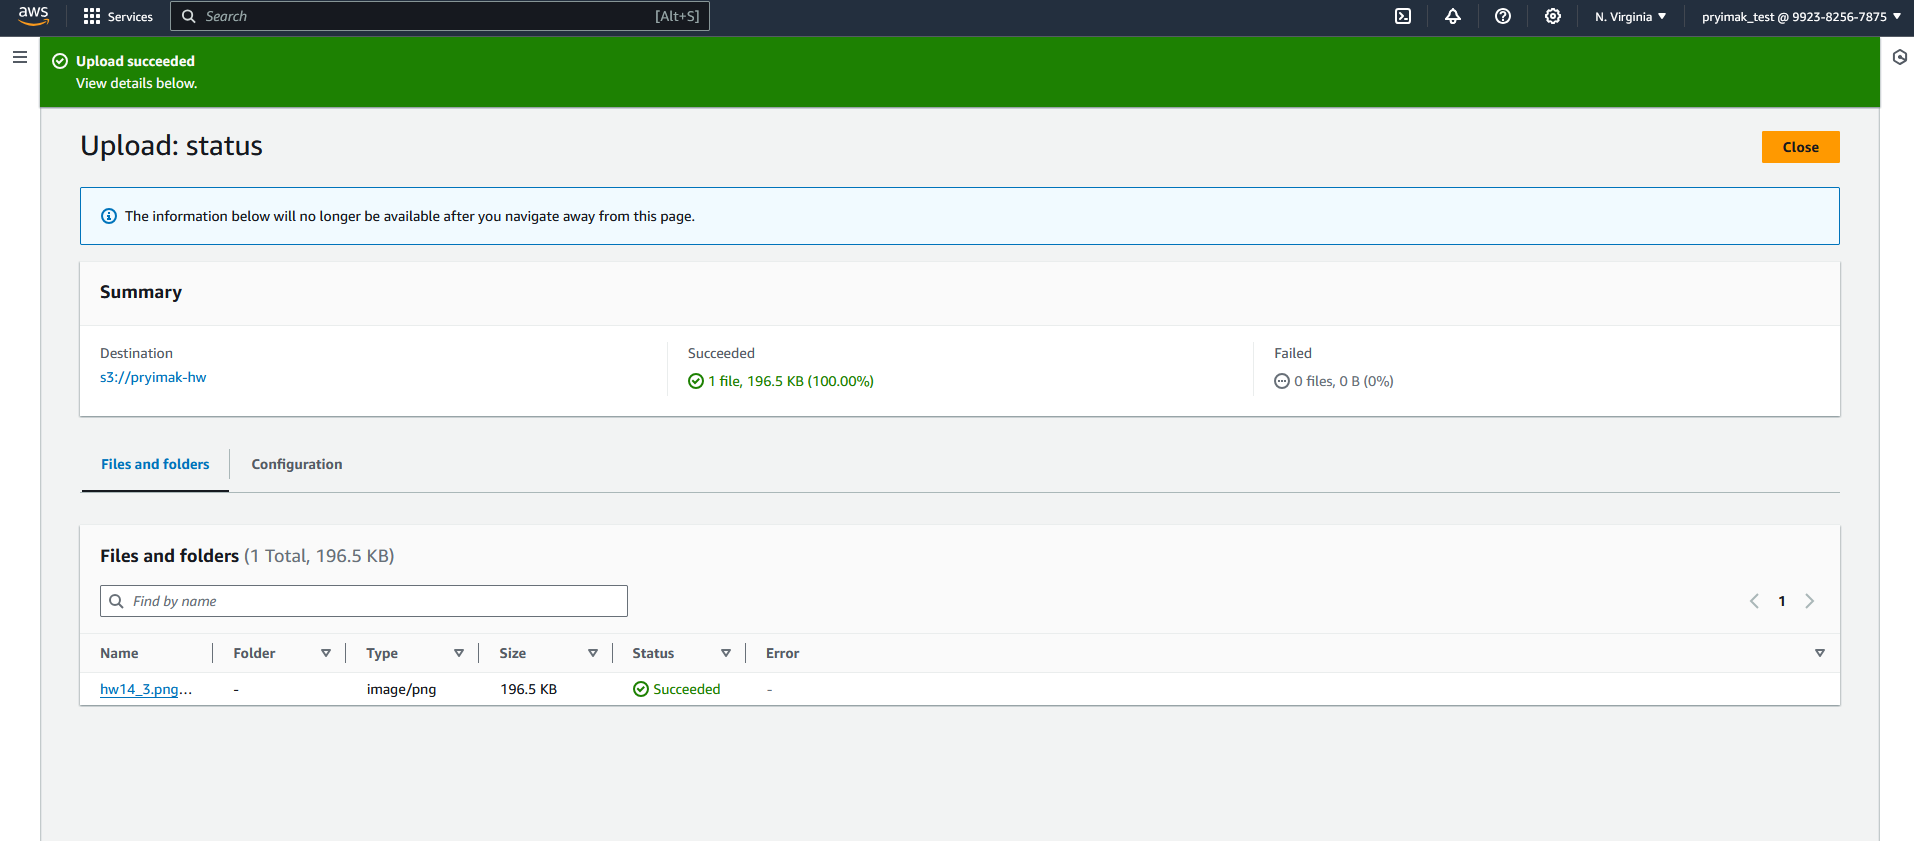 aws Services Search [Alt+S] N. Virginia pryimak_test @ 9923-8256-7875
Upload succeeded
View details below.
Upload: status
Close
The information below will no longer be available after you navigate away from this page.
Summary
Destination Succeeded Failed
s3://pryimak-hw 1 file, 196.5 KB (100.00%) 0 files, 0 B (0%)
Files and folders Configuration
Files and folders (1 Total, 196.5 KB)
Find by name 1
Name Folder Type Size Status Error
hw14_3.png... - image/png 196.5 KB Succeeded -